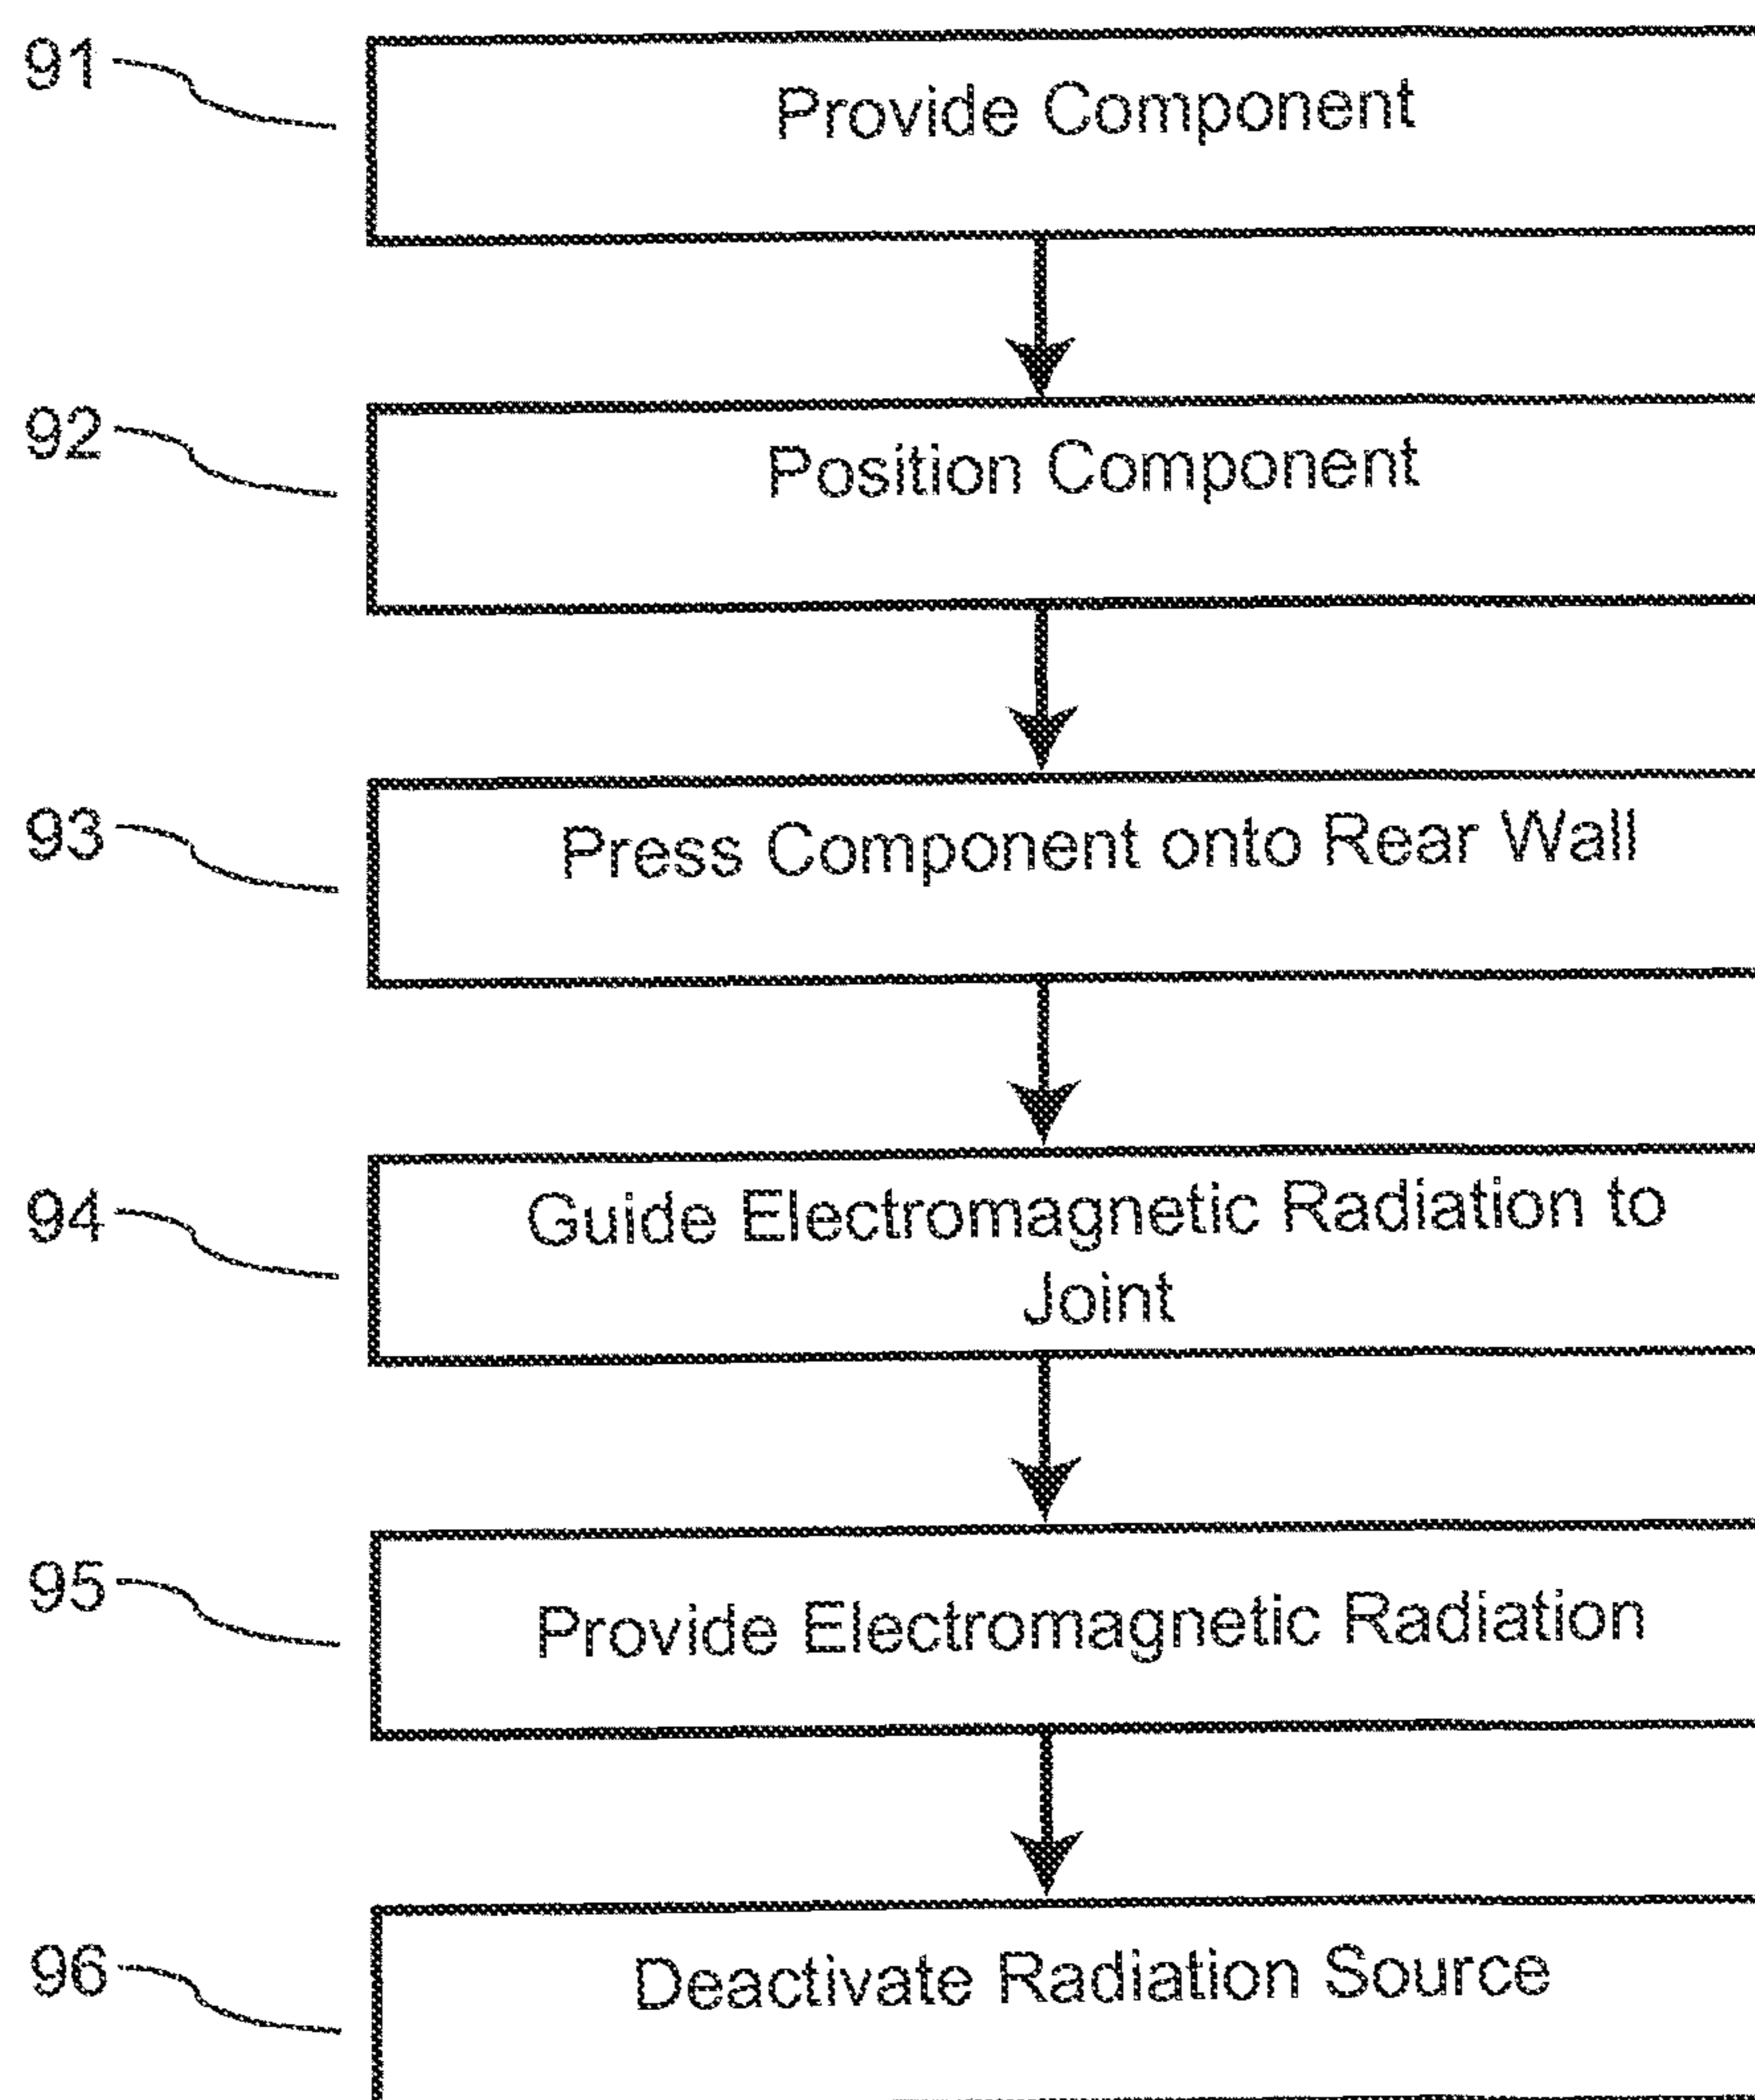 91
Provide Component
92
Position Component
93
Press Component onto Rear Wall
94
Guide Electromagnetic Radiation to
Joint
95
Provide Electromagnetic Radiation
96
Deactivate Radiation Source